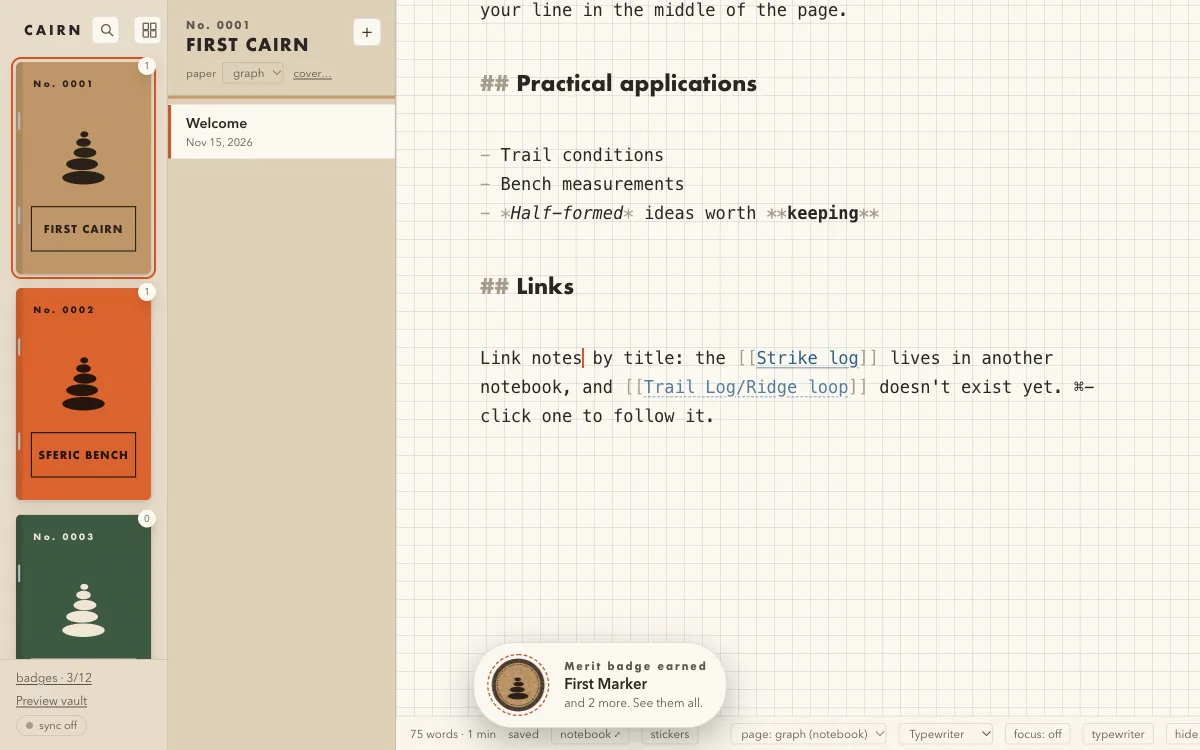 CAIRN
1
No. 0001
FIRST CAIRN
1
No. 0002
SFERIC BENCH
0
No. 0003
badges · 3/12
Preview vault
sync off
No. 0001
FIRST CAIRN
+
paper graph cover…
Welcome
Nov 15, 2026
your line in the middle of the page.
## Practical applications
– Trail conditions
– Bench measurements
– *Half-formed* ideas worth **keeping**
## Links
Link notes by title: the [[Strike log]] lives in another
notebook, and [[Trail Log/Ridge loop]] doesn't exist yet. ⌘-
click one to follow it.
Merit badge earned
First Marker
and 2 more. See them all.
75 words · 1 min saved notebook ⤢ stickers page: graph (notebook) Typewriter focus: off typewriter hide